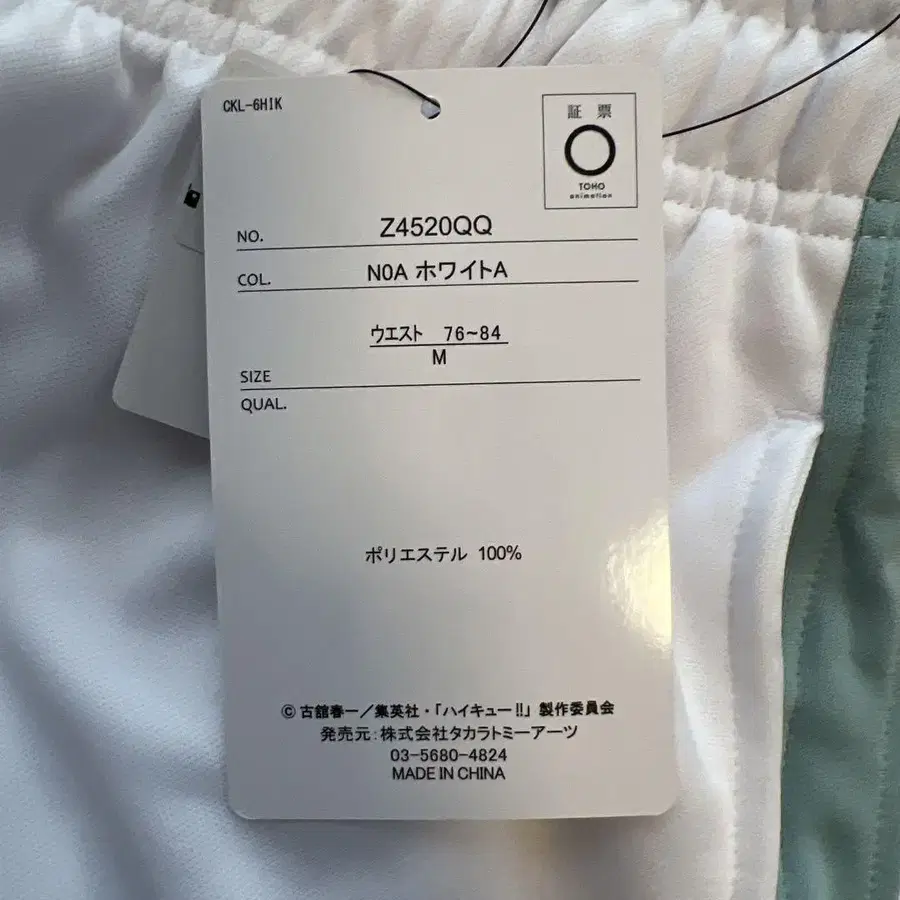 CKL-6HIK
証 票
TOHO
animation
NO. Z4520QQ
COL. N0A ホワイトA
ウエスト 76~84
M
SIZE
QUAL.
ポリエステル 100%
© 古舘春一／集英社・「ハイキュー!!」製作委員会
発売元:株式会社タカラトミーアーツ
03-5680-4824
MADE IN CHINA